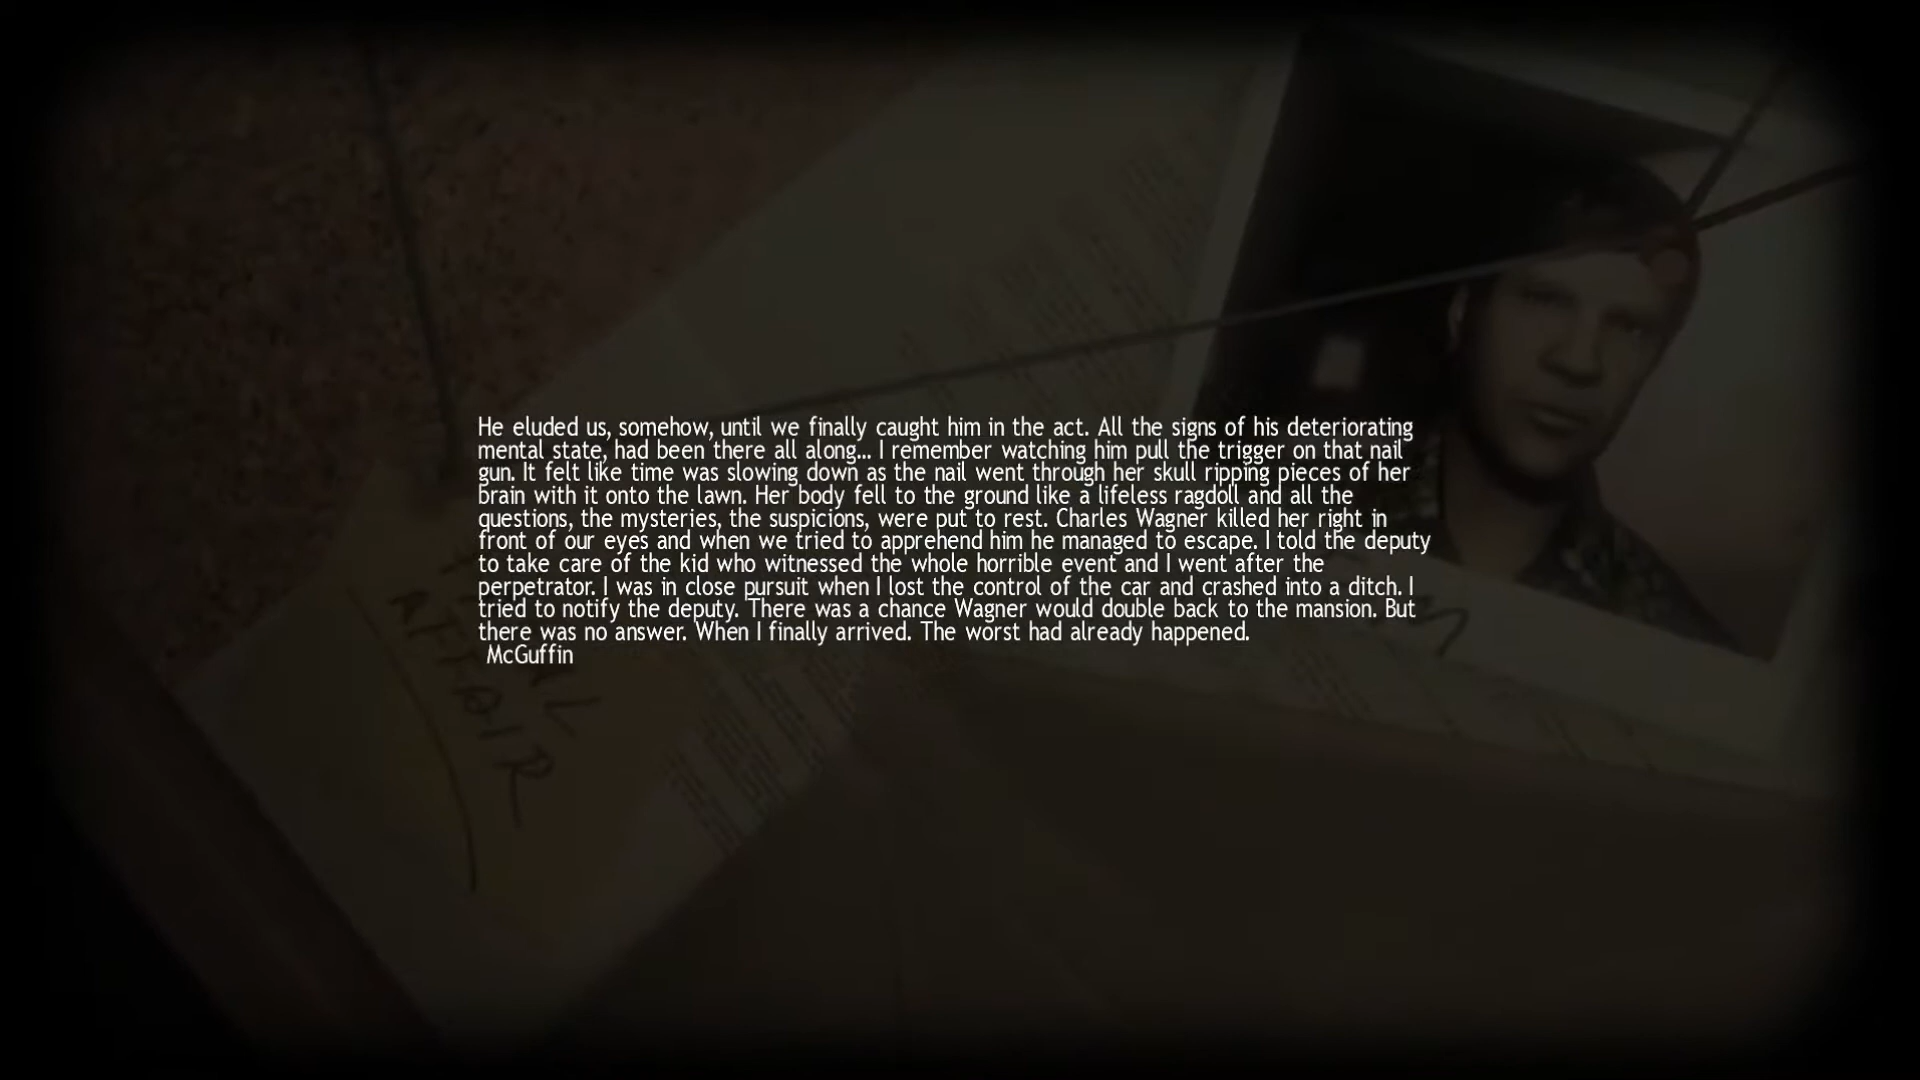 He eluded us, somehow, until we finally caught him in the act. All the signs of his deteriorating
mental state, had been there all along... I remember watching him pull the trigger on that nail
gun. It felt like time was slowing down as the nail went through her skull ripping pieces of her
brain with it onto the lawn. Her body fell to the ground like a lifeless ragdoll and all the
questions, the mysteries, the suspicions, were put to rest. Charles Wagner killed her right in
front of our eyes and when we tried to apprehend him he managed to escape. I told the deputy
to take care of the kid who witnessed the whole horrible event and I went after the
perpetrator. I was in close pursuit when I lost the control of the car and crashed into a ditch. I
tried to notify the deputy. There was a chance Wagner would double back to the mansion. But
there was no answer. When I finally arrived. The worst had already happened.
McGuffin